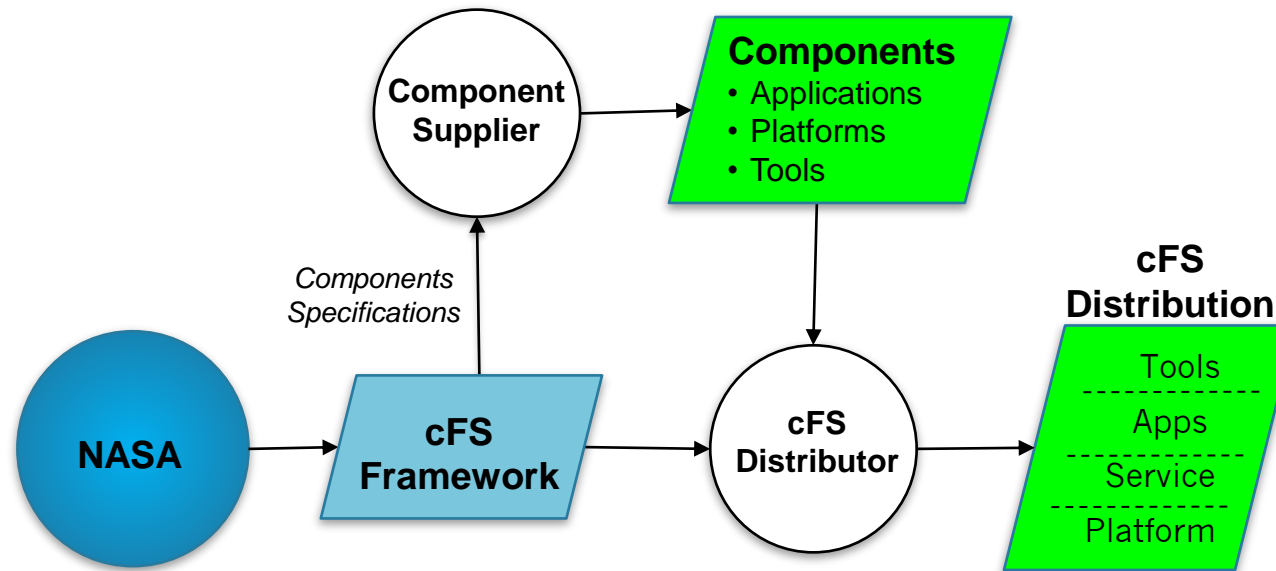 Component
Supplier
Components
• Applications
• Platforms
• Tools
Components
Specifications
NASA
cFS
Framework
cFS
Distributor
cFS
Distribution
Tools
Apps
Service
Platform